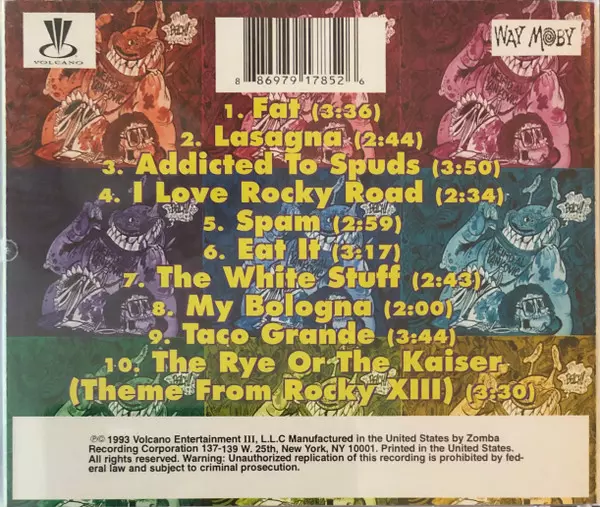 VOLCANO
8 86979 17852 6
WAY MOBY
1. Fat (3:36)
2. Lasagna (2:44)
3. Addicted To Spuds (3:50)
4. I Love Rocky Road (2:34)
5. Spam (2:59)
6. Eat It (3:17)
7. The White Stuff (2:43)
8. My Bologna (2:00)
9. Taco Grande (3:44)
10. The Rye Or The Kaiser
(Theme From Rocky XIII) (3:30)
℗© 1993 Volcano Entertainment III, L.L.C Manufactured in the United States by Zomba
Recording Corporation 137-139 W. 25th, New York, NY 10001. Printed in the United States.
All rights reserved. Warning: Unauthorized replication of this recording is prohibited by fed-
eral law and subject to criminal prosecution.